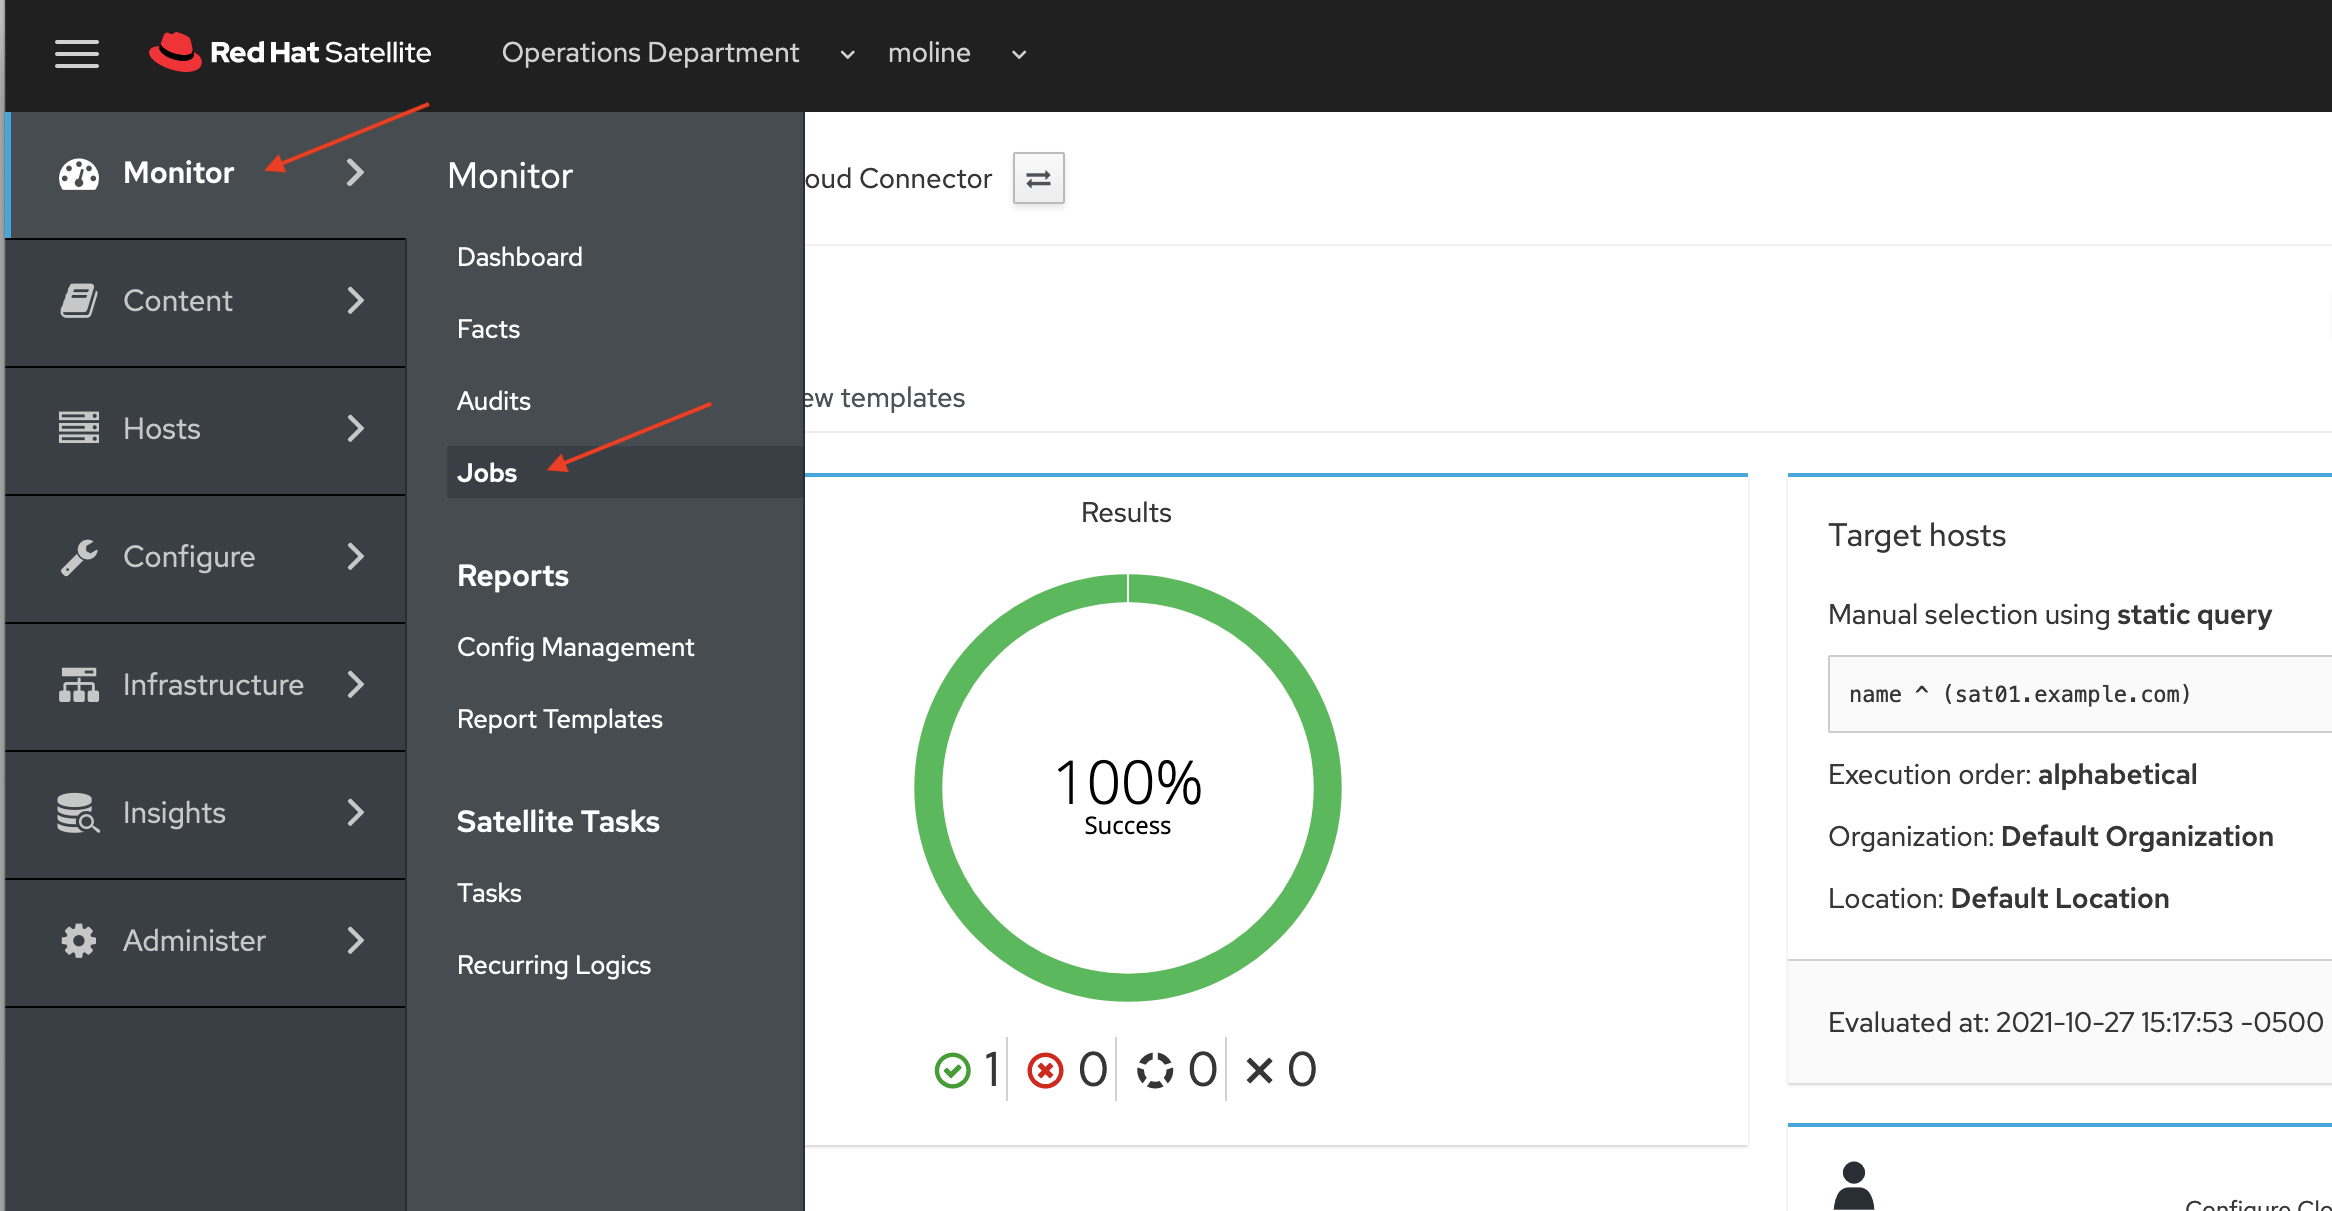 Red Hat Satellite
Operations Department
moline
Monitor
Content
Hosts
Configure
Infrastructure
Insights
Administer
Monitor
Dashboard
Facts
Audits
Jobs
Reports
Config Management
Report Templates
Satellite Tasks
Tasks
Recurring Logics
oud Connector
ew templates
Results
100%
Success
1 0 0 0
Target hosts
Manual selection using static query
name ^ (sat01.example.com)
Execution order: alphabetical
Organization: Default Organization
Location: Default Location
Evaluated at: 2021-10-27 15:17:53 -0500
Configure Clo